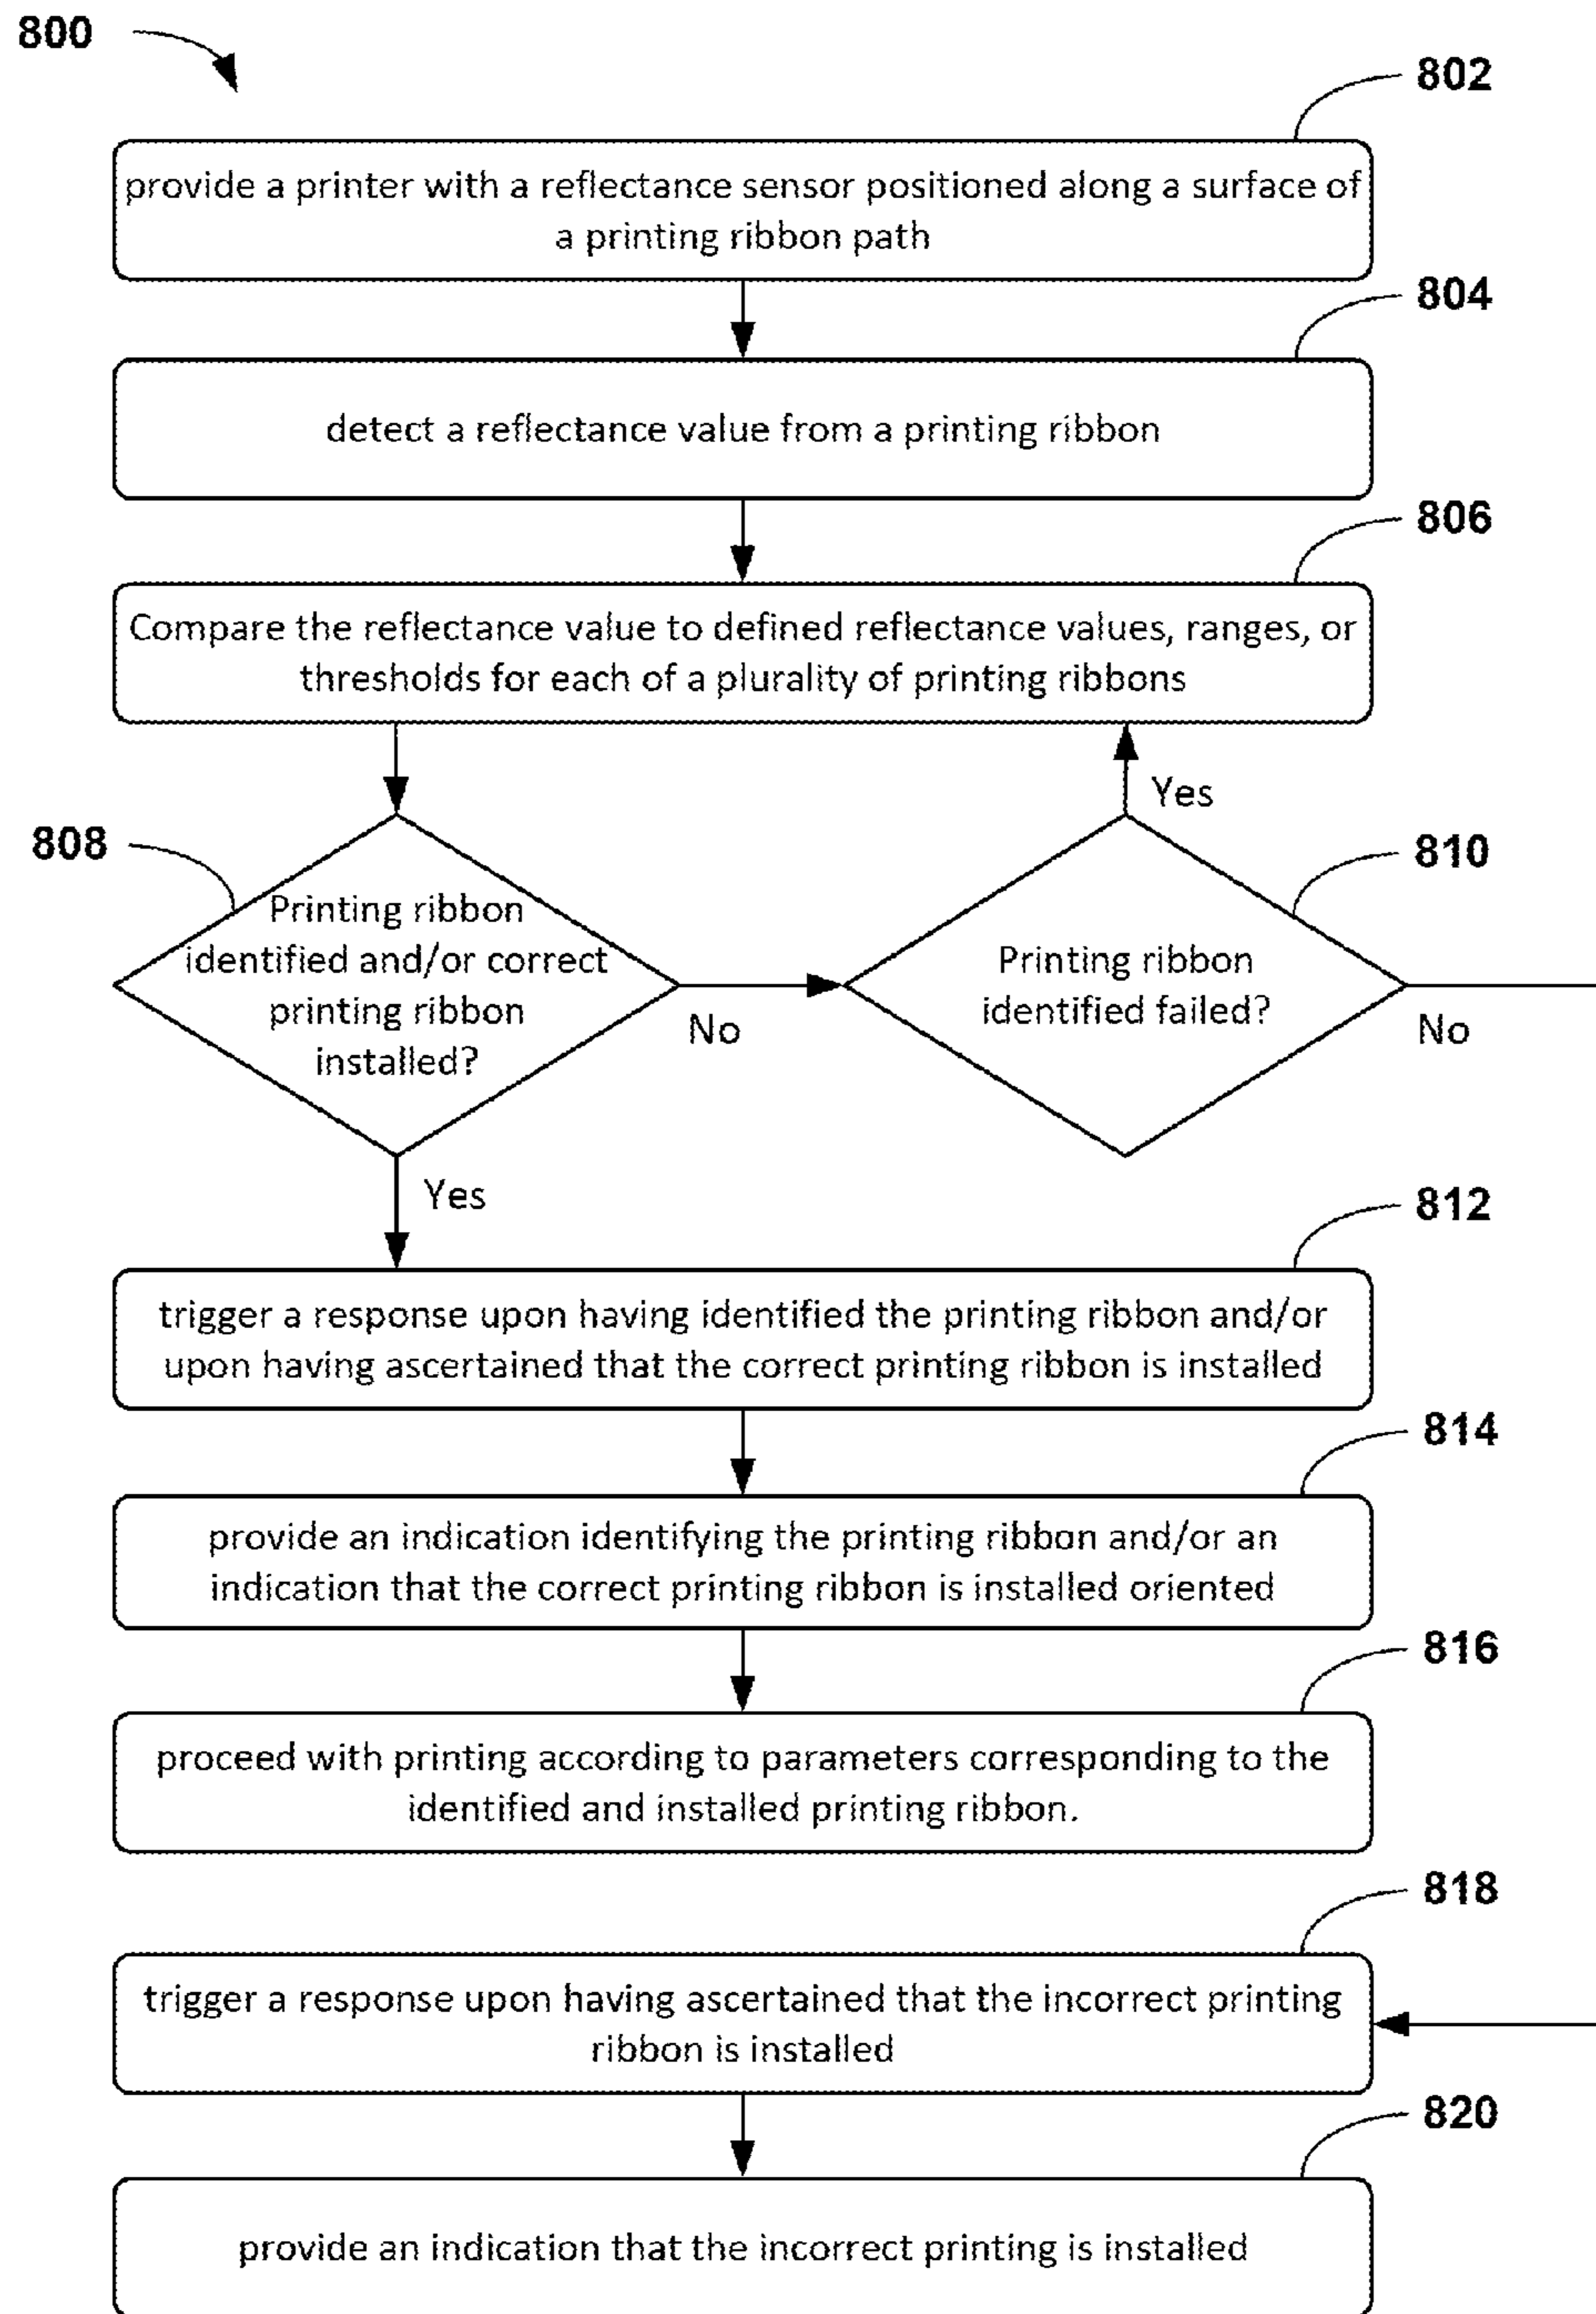 800
802
provide a printer with a reflectance sensor positioned along a surface of
a printing ribbon path
804
detect a reflectance value from a printing ribbon
806
Compare the reflectance value to defined reflectance values, ranges, or
thresholds for each of a plurality of printing ribbons
Yes
808
810
Printing ribbon
identified and/or correct
printing ribbon
installed?
No
Printing ribbon
identified failed?
No
Yes
812
trigger a response upon having identified the printing ribbon and/or
upon having ascertained that the correct printing ribbon is installed
814
provide an indication identifying the printing ribbon and/or an
indication that the correct printing ribbon is installed oriented
816
proceed with printing according to parameters corresponding to the
identified and installed printing ribbon.
818
trigger a response upon having ascertained that the incorrect printing
ribbon is installed
820
provide an indication that the incorrect printing is installed